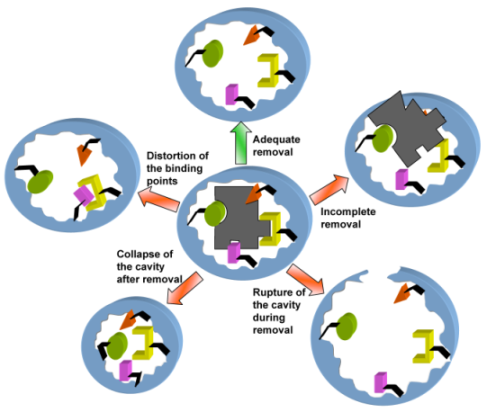 Adequate
removal
Distortion of
the binding
points
Incomplete
removal
Collapse of
the cavity
after removal
Rupture of
the cavity
during
removal